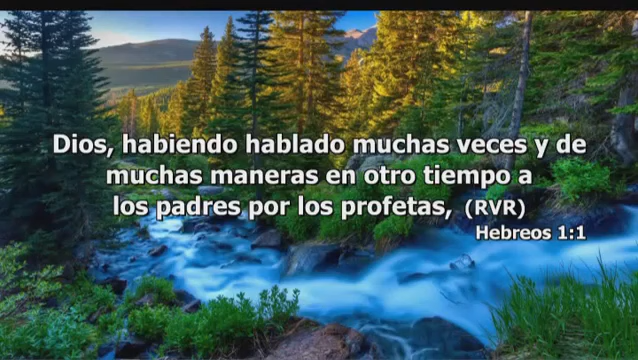 Dios, habiendo hablado muchas veces y de
muchas maneras en otro tiempo a
los padres por los profetas, (RVR)
Hebreos 1:1